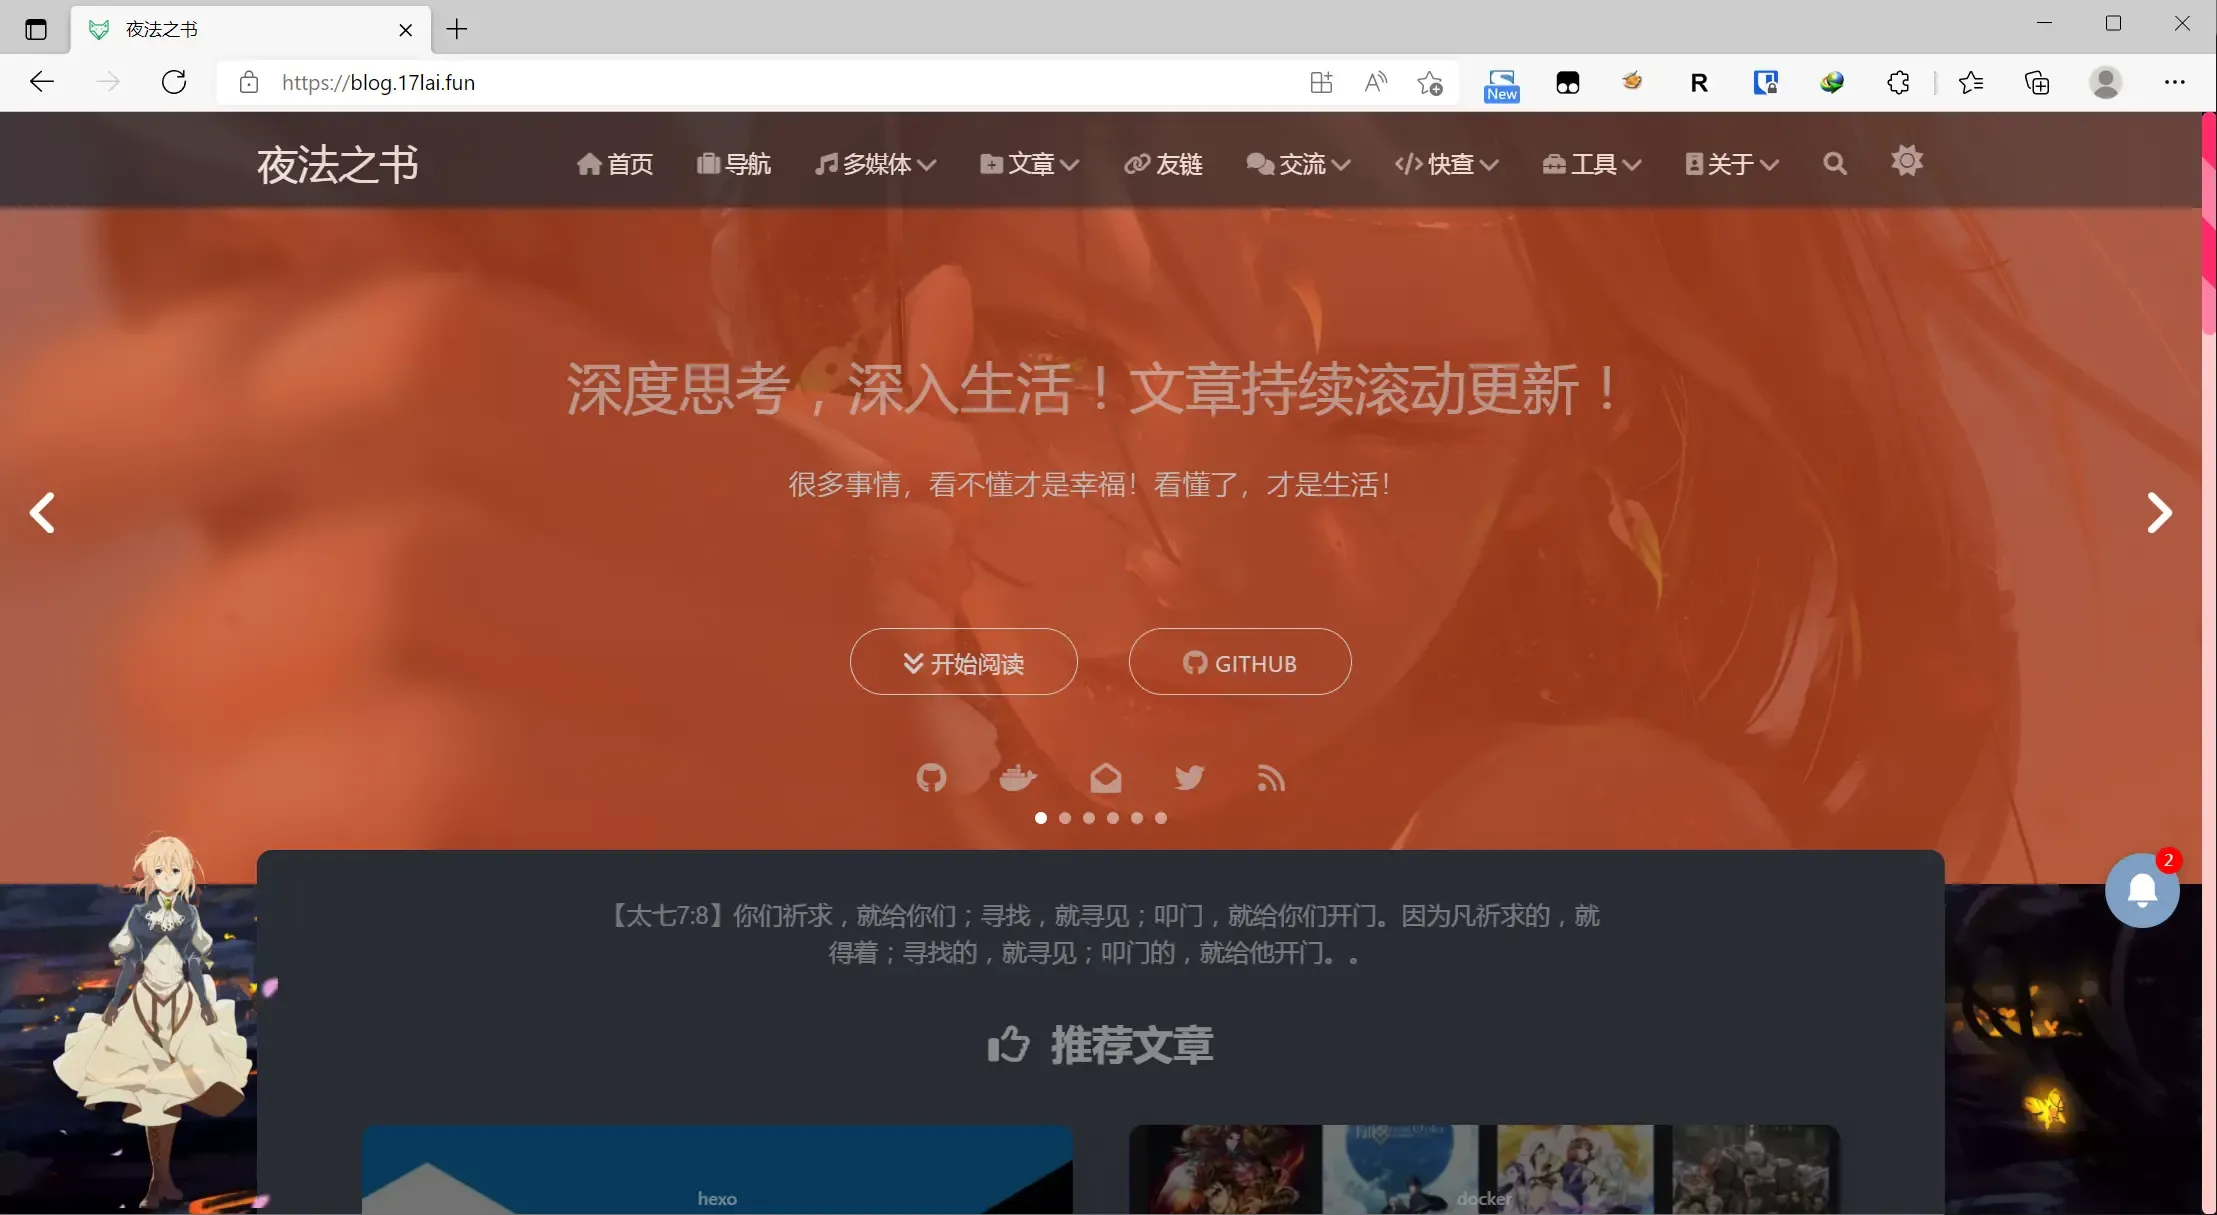 夜法之书
https://blog.17lai.fun
New
R
夜法之书 首页 导航 多媒体 文章 友链 交流 快查 工具 关于
深度思考，深入生活！文章持续滚动更新！
很多事情，看不懂才是幸福！看懂了，才是生活！
开始阅读 GITHUB
2
【太七7:8】你们祈求，就给你们；寻找，就寻见；叩门，就给你们开门。因为凡祈求的，就
得着；寻找的，就寻见；叩门的，就给他开门。。
推荐文章
hexo docker